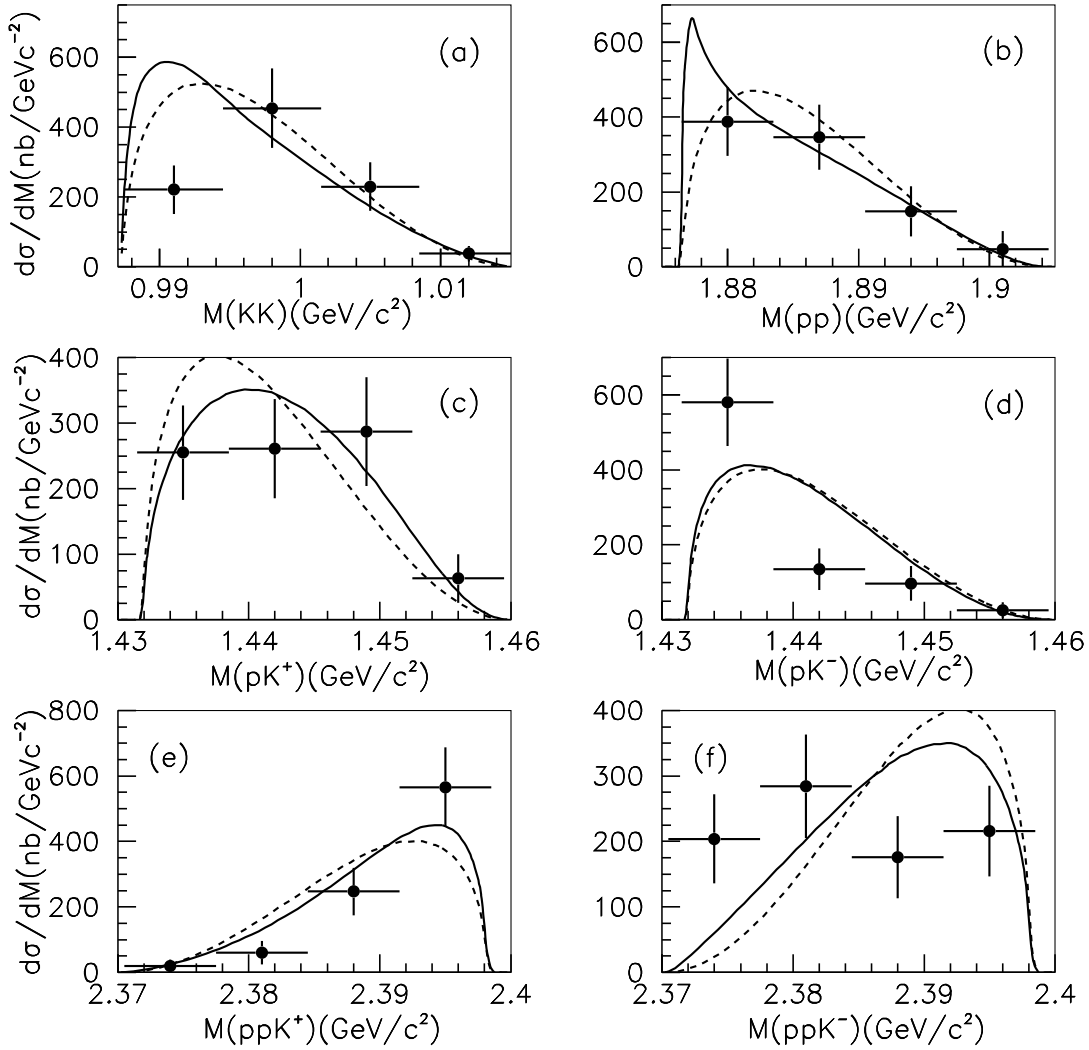 dσ/dM(nb/GeVc⁻²)
600
400
200
0
(a)
0.99 1 1.01
M(KK)(GeV/c²)
600
400
200
0
(b)
1.88 1.89 1.9
M(pp)(GeV/c²)
dσ/dM(nb/GeVc⁻²)
400
300
200
100
0
(c)
1.43 1.44 1.45 1.46
M(pK⁺)(GeV/c²)
600
400
200
0
(d)
1.43 1.44 1.45 1.46
M(pK⁻)(GeV/c²)
dσ/dM(nb/GeVc⁻²)
800
600
400
200
0
(e)
2.37 2.38 2.39 2.4
M(ppK⁺)(GeV/c²)
400
300
200
100
0
(f)
2.37 2.38 2.39 2.4
M(ppK⁻)(GeV/c²)